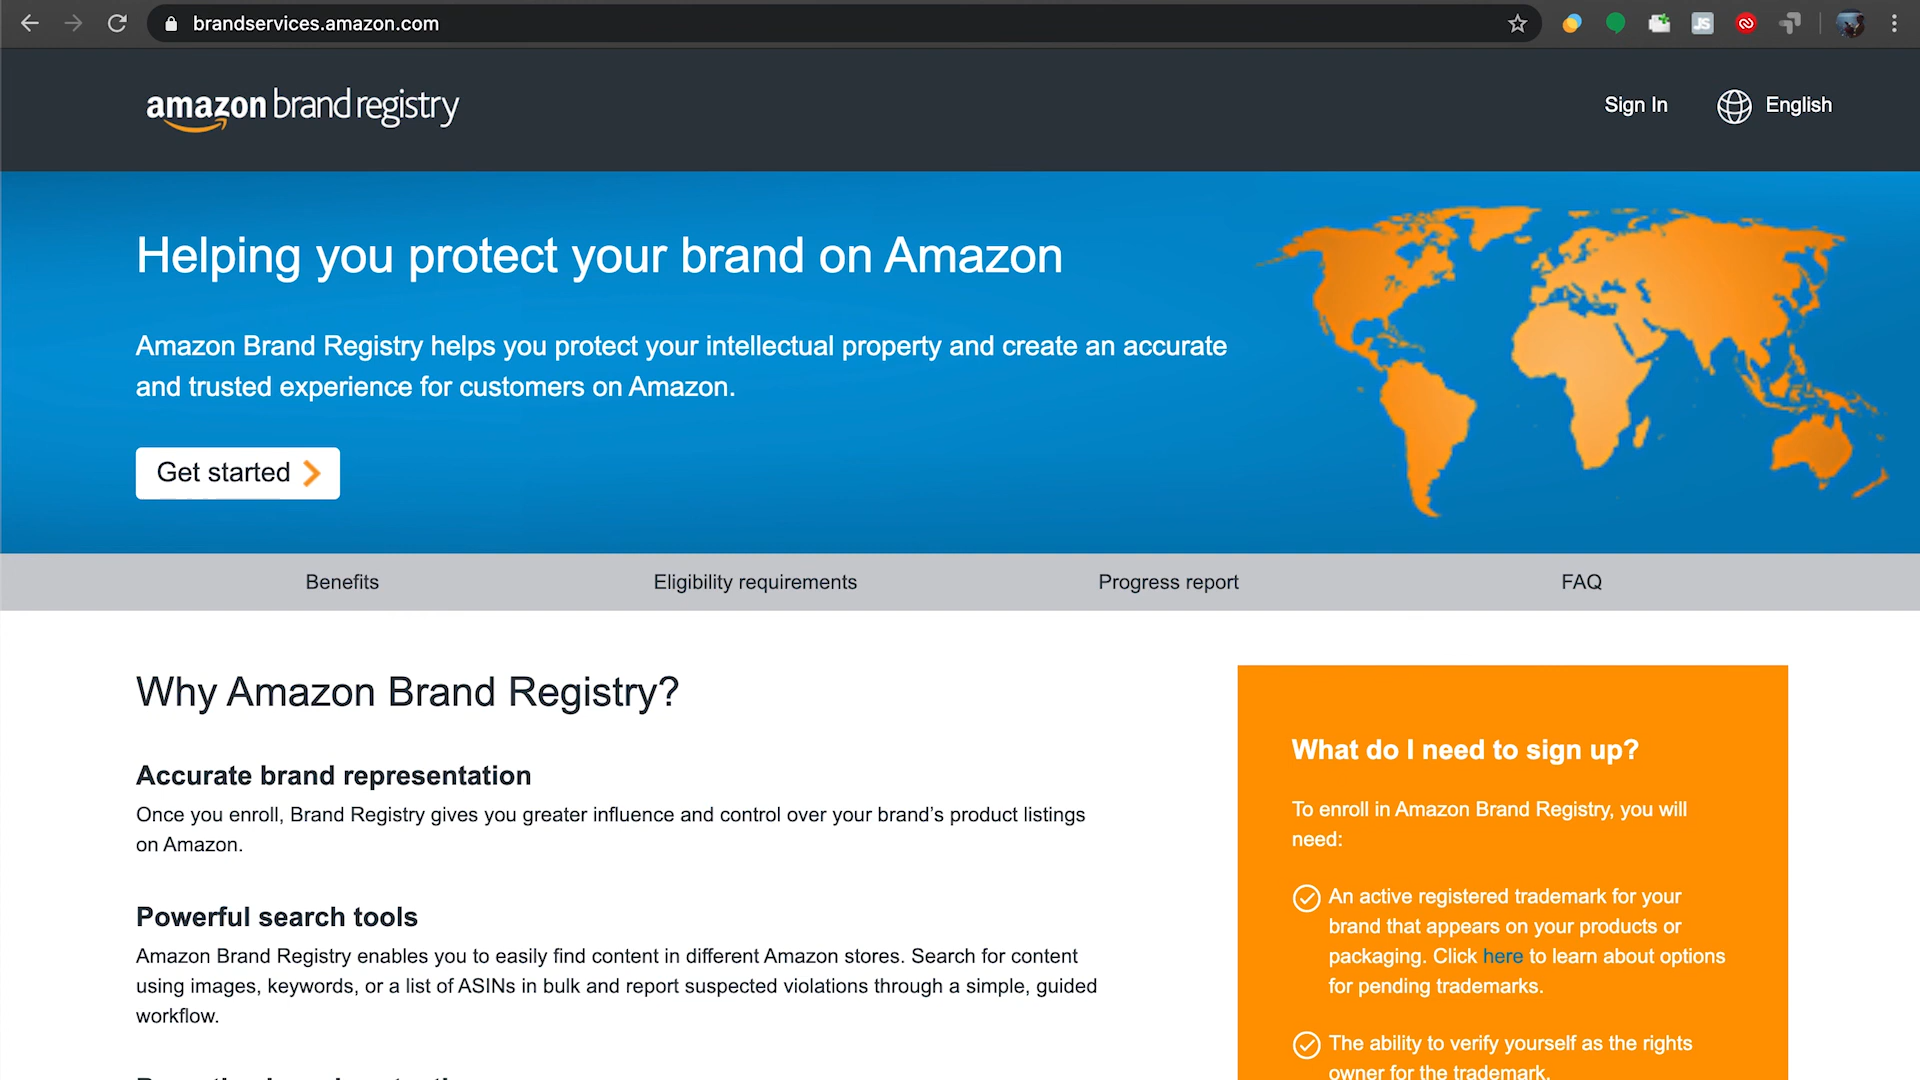 brandservices.amazon.com
JS
amazon brand registry
Sign In
English
Helping you protect your brand on Amazon
Amazon Brand Registry helps you protect your intellectual property and create an accurate
and trusted experience for customers on Amazon.
Get started
Benefits
Eligibility requirements
Progress report
FAQ
Why Amazon Brand Registry?
Accurate brand representation
Once you enroll, Brand Registry gives you greater influence and control over your brand’s product listings
on Amazon.
Powerful search tools
Amazon Brand Registry enables you to easily find content in different Amazon stores. Search for content
using images, keywords, or a list of ASINs in bulk and report suspected violations through a simple, guided
workflow.
What do I need to sign up?
To enroll in Amazon Brand Registry, you will
need:
An active registered trademark for your
brand that appears on your products or
packaging. Click here to learn about options
for pending trademarks.
The ability to verify yourself as the rights
owner for the trademark.